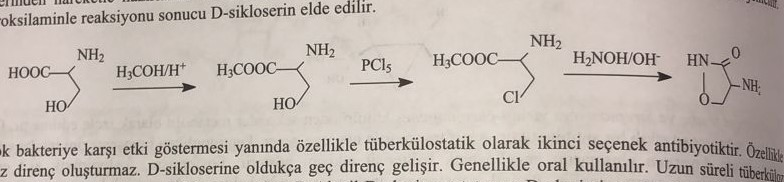 oksilaminle reaksiyonu sonucu D-sikloserin elde edilir.
NH₂ NH₂ NH₂
HOOC H₃COH/H⁺ H₃COOC PCl₅ H₃COOC H₂NOH/OH⁻ HN O
HO HO Cl O NH₂
k bakteriye karşı etki göstermesi yanında özellikle tüberkülostatik olarak ikinci seçenek antibiyotiktir. Özellikle
z direnç oluşturmaz. D-sikloserine oldukça geç direnç gelişir. Genellikle oral kullanılır. Uzun süreli tüberküloz